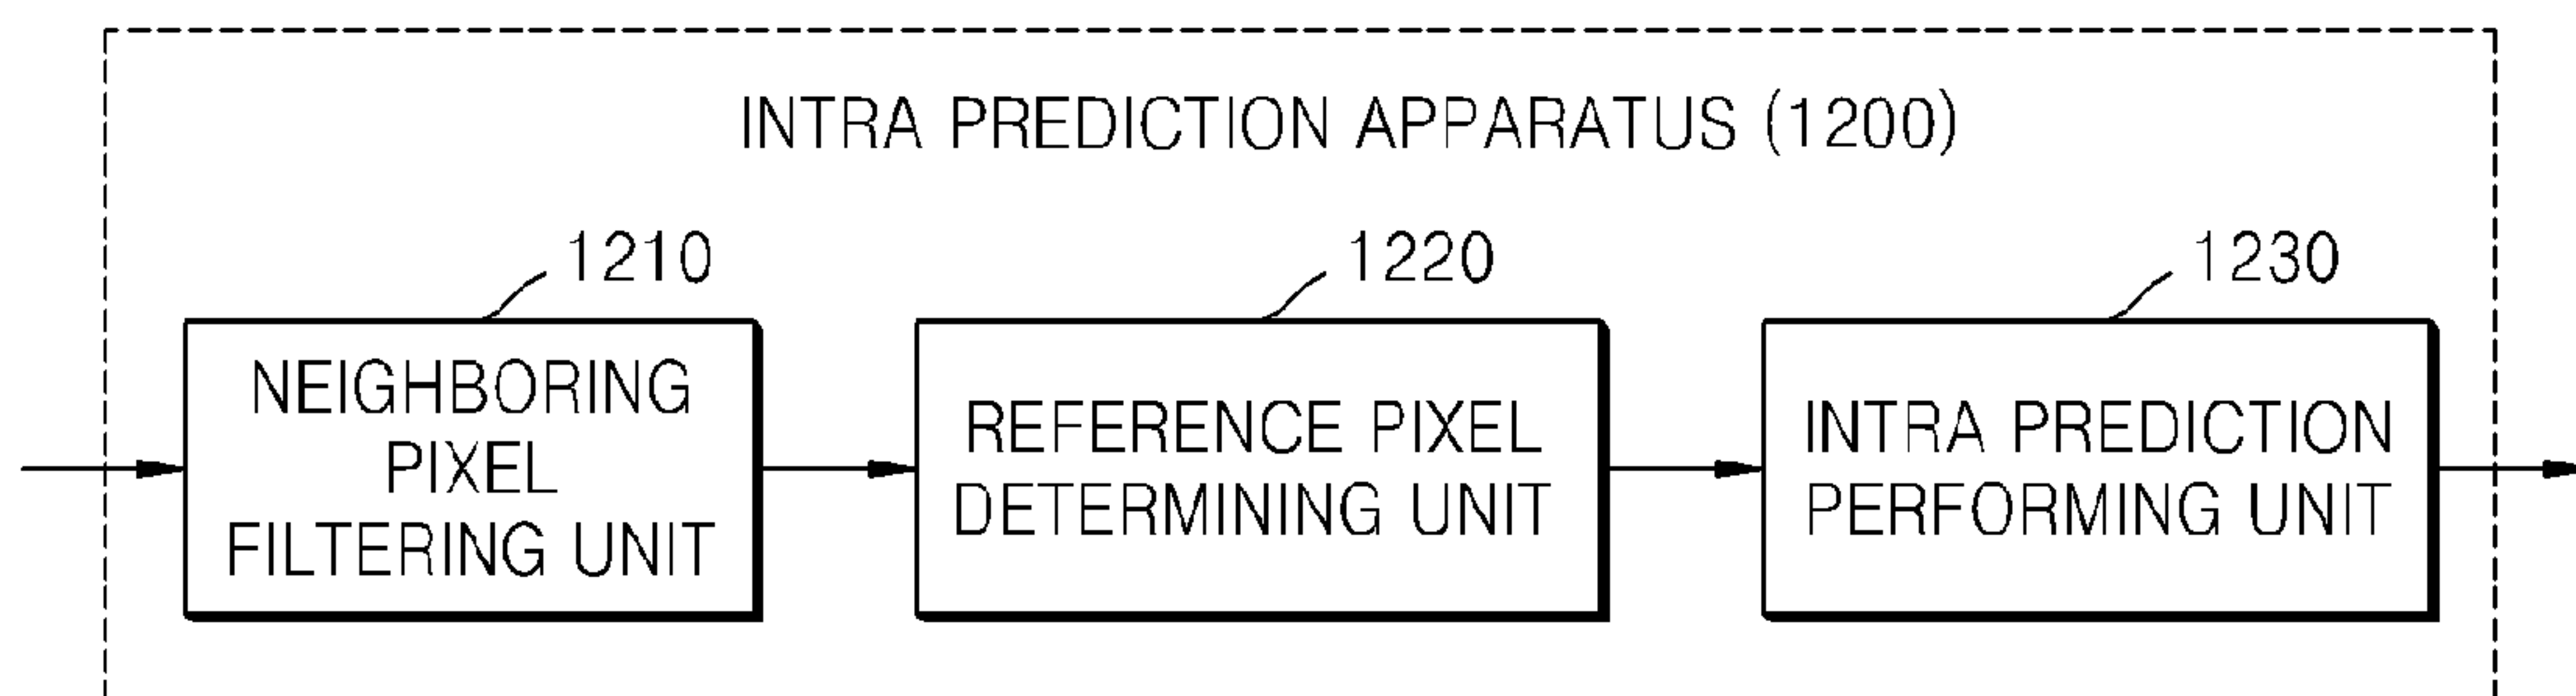 INTRA PREDICTION APPARATUS (1200)
1210
1220
1230
NEIGHBORING
PIXEL
FILTERING UNIT
REFERENCE PIXEL
DETERMINING UNIT
INTRA PREDICTION
PERFORMING UNIT